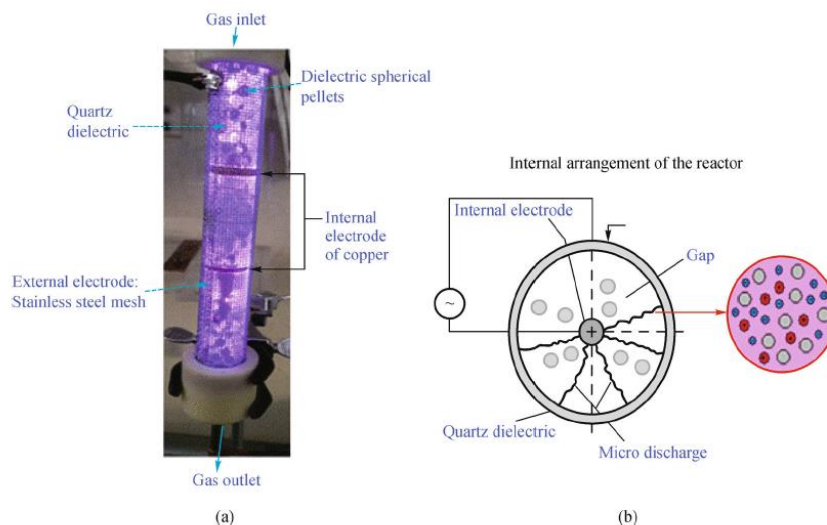 Gas inlet
Dielectric spherical
pellets
Quartz
dielectric
Internal
electrode
of copper
External electrode:
Stainless steel mesh
Gas outlet
(a)
Internal arrangement of the reactor
Internal electrode
Gap
~
Quartz dielectric
Micro discharge
(b)